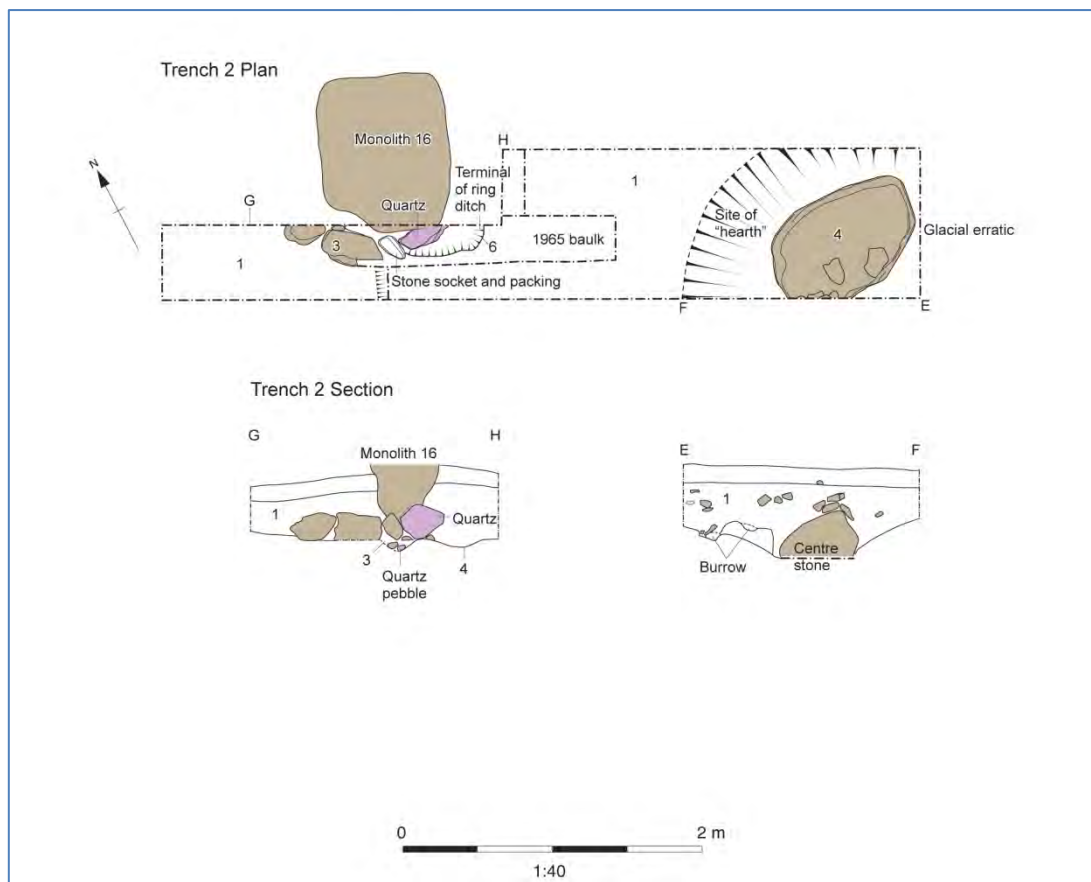 Trench 2 Plan
N
Monolith 16
H
Terminal
of ring
ditch
Quartz
G
1
Site of
"hearth"
4
Glacial erratic
3
6
1965 baulk
1
Stone socket and packing
F
E
Trench 2 Section
G
H
Monolith 16
1
Quartz
3
Quartz
pebble
4
E
F
1
Centre
stone
Burrow
0
2 m
1:40